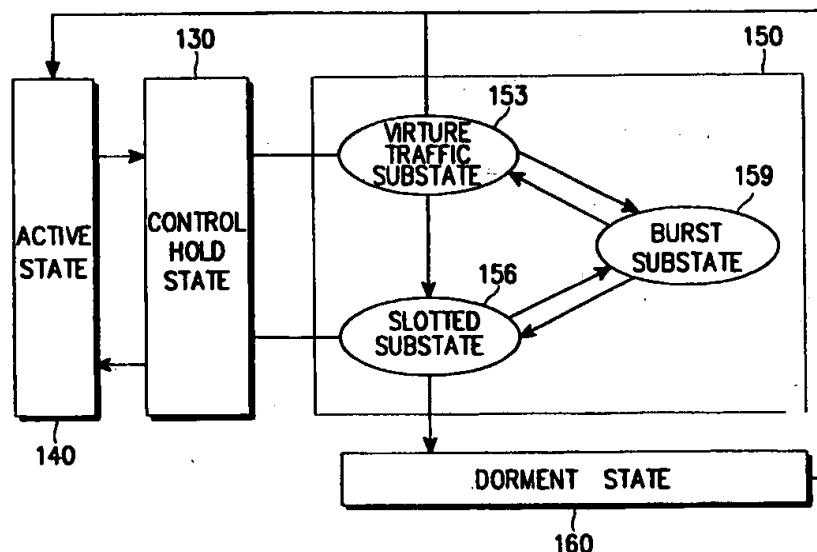 130
150
153
VIRTURE
TRAFFIC
SUBSTATE
159
BURST
SUBSTATE
ACTIVE
STATE
CONTROL
HOLD
STATE
156
SLOTTED
SUBSTATE
140
DORMENT STATE
160